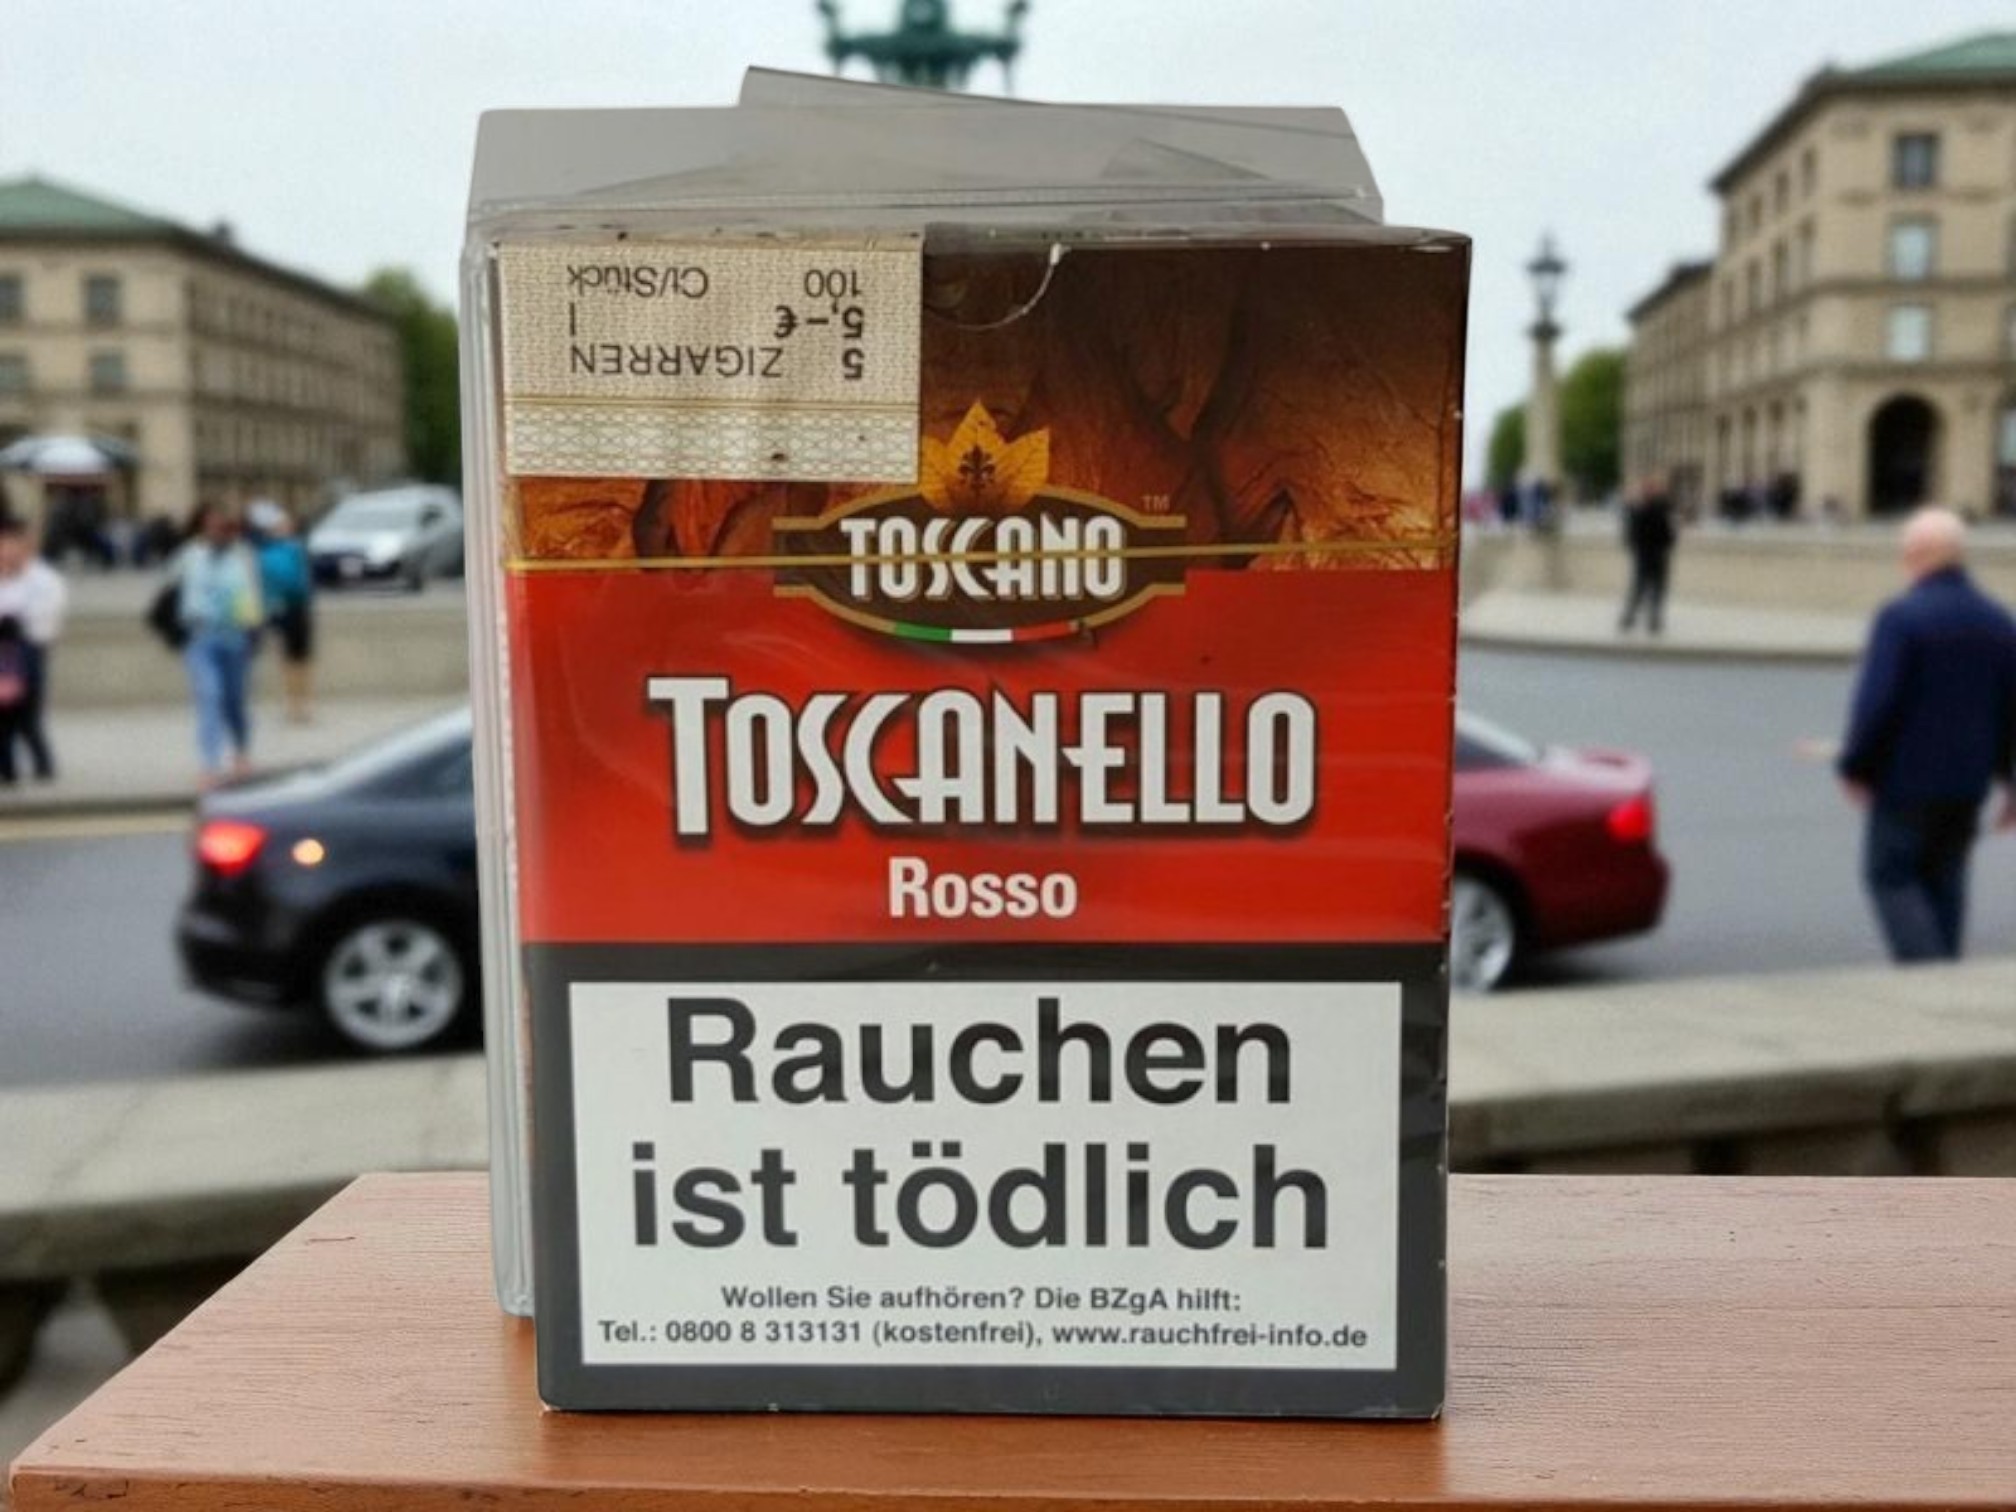 5 ZIGARREN
5,-€ |
100 Ct/Stück
TOSCANO ™
TOSCANELLO
ROSSO
Rauchen
ist tödlich
Wollen Sie aufhören? Die BZgA hilft:
Tel.: 0800 8 313131 (kostenfrei), www.rauchfrei-info.de